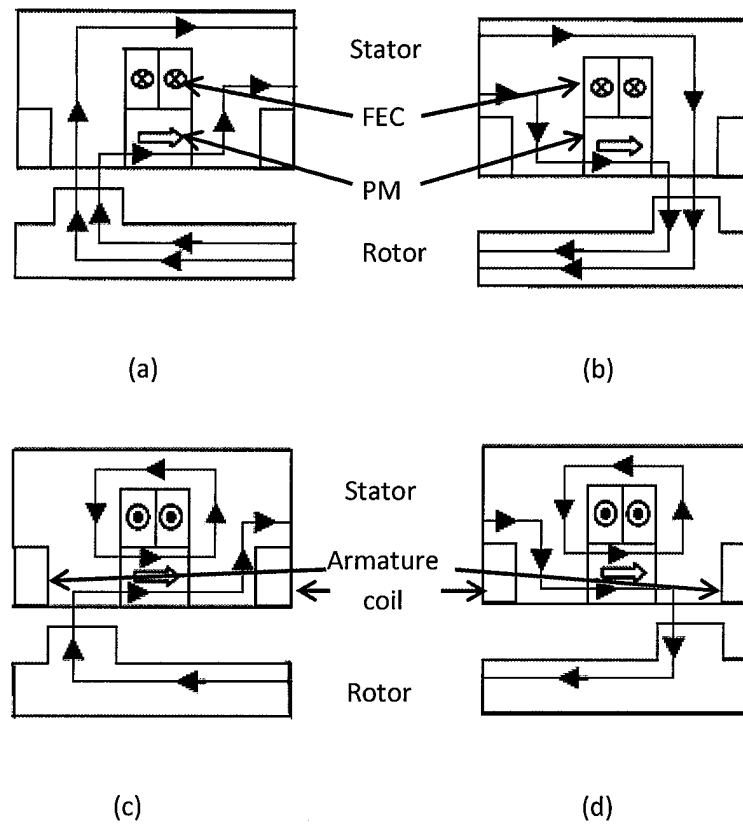 Stator
FEC
PM
Rotor
(a)
(b)
Stator
Armature
coil
Rotor
(c)
(d)